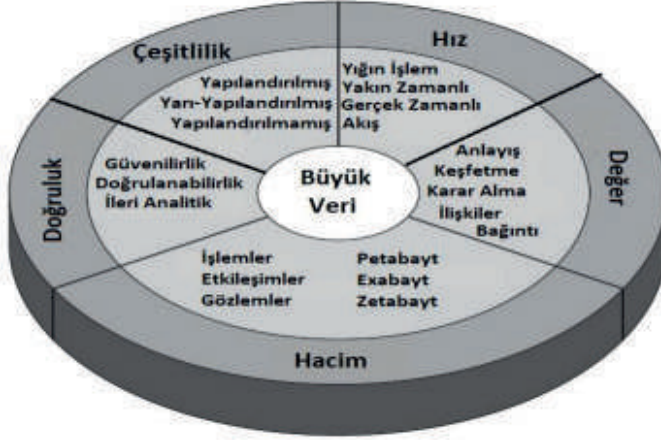 Çeşitlilik
Yapılandırılmış
Yarı-Yapılandırılmış
Yapılandırılmamış
Hız
Yığın İşlem
Yakın Zamanlı
Gerçek Zamanlı
Akış
Değer
Anlayış
Keşfetme
Karar Alma
İlişkiler
Bağıntı
Doğruluk
Güvenilirlik
Doğrulanabilirlik
İleri Analitik
Büyük
Veri
İşlemler
Etkileşimler
Gözlemler
Petabayt
Exabayt
Zetabayt
Hacim